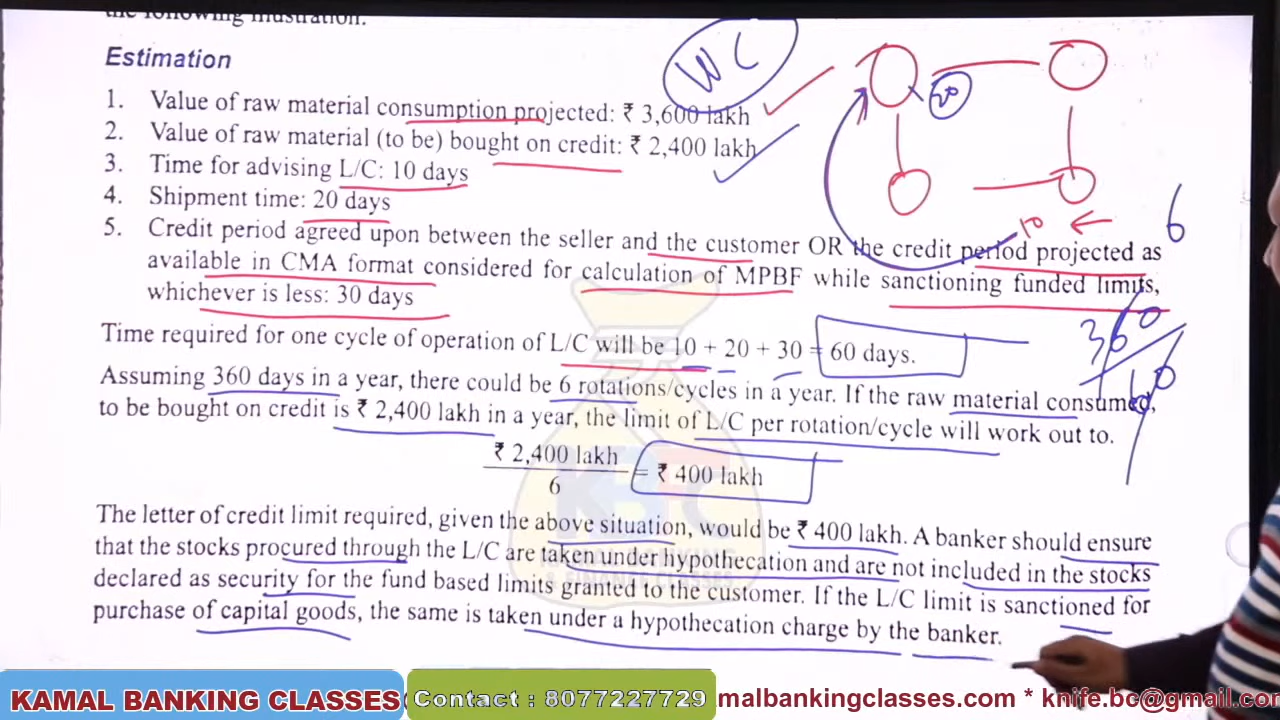 the following illustration.
Estimation
1. Value of raw material consumption projected: ₹ 3,600 lakh
2. Value of raw material (to be) bought on credit: ₹ 2,400 lakh
3. Time for advising L/C: 10 days
4. Shipment time: 20 days
5. Credit period agreed upon between the seller and the customer OR the credit period projected as
available in CMA format considered for calculation of MPBF while sanctioning funded limits,
whichever is less: 30 days
Time required for one cycle of operation of L/C will be 10 + 20 + 30 = 60 days.
Assuming 360 days in a year, there could be 6 rotations/cycles in a year. If the raw material consumed,
to be bought on credit is ₹ 2,400 lakh in a year, the limit of L/C per rotation/cycle will work out to.
₹ 2,400 lakh
= ₹ 400 lakh
6
The letter of credit limit required, given the above situation, would be ₹ 400 lakh. A banker should ensure
that the stocks procured through the L/C are taken under hypothecation and are not included in the stocks
declared as security for the fund based limits granted to the customer. If the L/C limit is sanctioned for
purchase of capital goods, the same is taken under a hypothecation charge by the banker.
WC
20
10
6
360
60
KAMAL BANKING CLASSES
Contact : 8077227729
malbankingclasses.com * knife.bc@gmail.co